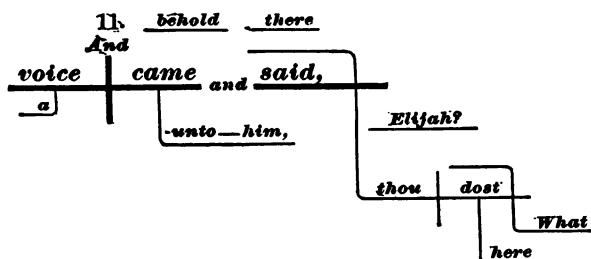 11. behold there
And
voice came and said,
a
unto him,
Elijah?
thou dost
What
here